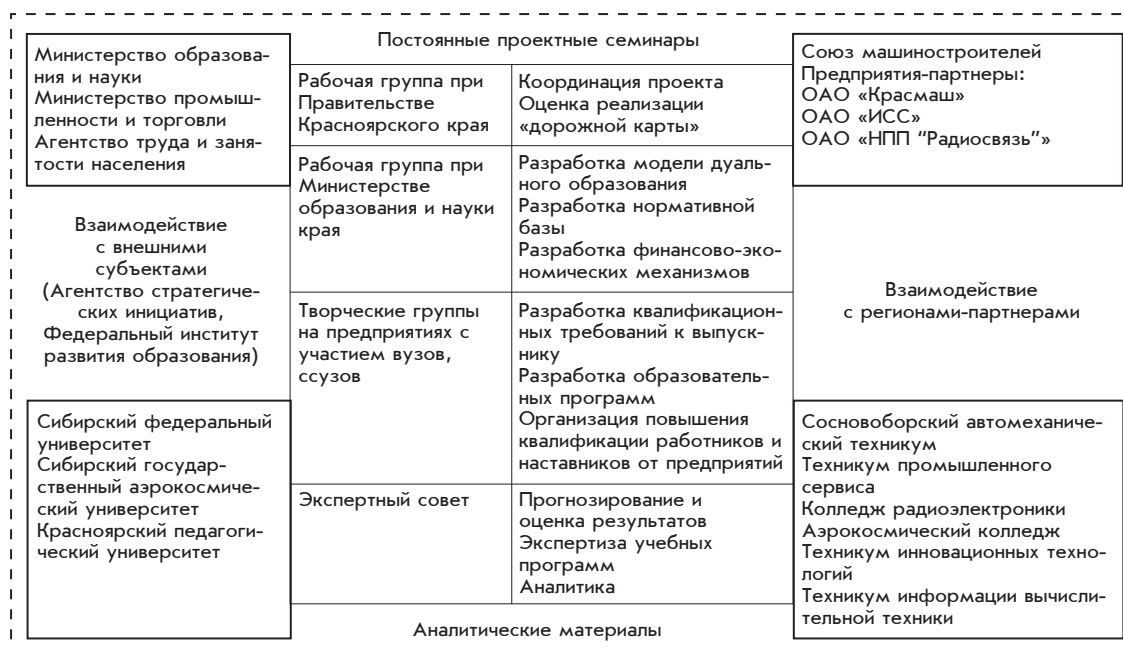 Министерство образова-
ния и науки
Министерство промыш-
ленности и торговли
Агентство труда и заня-
тости населения
Взаимодействие
с внешними
субъектами
(Агентство стратегиче-
ских инициатив,
Федеральный институт
развития образования)
Сибирский федеральный
университет
Сибирский государ-
ственный аэрокосмиче-
ский университет
Красноярский педагоги-
ческий университет
Постоянные проектные семинары
Рабочая группа при
Правительстве
Красноярского края
Координация проекта
Оценка реализации
«дорожной карты»
Рабочая группа при
Министерстве
образования и науки
края
Разработка модели дуаль-
ного образования
Разработка нормативной
базы
Разработка финансово-эко-
номических механизмов
Творческие группы
на предприятиях с
участием вузов,
ссузов
Разработка квалификацион-
ных требований к выпуск-
нику
Разработка образователь-
ных программ
Организация повышения
квалификации работников и
наставников от предприятий
Экспертный совет
Прогнозирование и
оценка результатов
Экспертиза учебных
программ
Аналитика
Аналитические материалы
Союз машиностроителей
Предприятия-партнеры:
ОАО «Красмаш»
ОАО «ИСС»
ОАО «НПП "Радиосвязь"»
Взаимодействие
с регионами-партнерами
Сосновоборский автомеханиче-
ский техникум
Техникум промышленного
сервиса
Колледж радиоэлектроники
Аэрокосмический колледж
Техникум инновационных техно-
логий
Техникум информации вычисли-
тельной техники